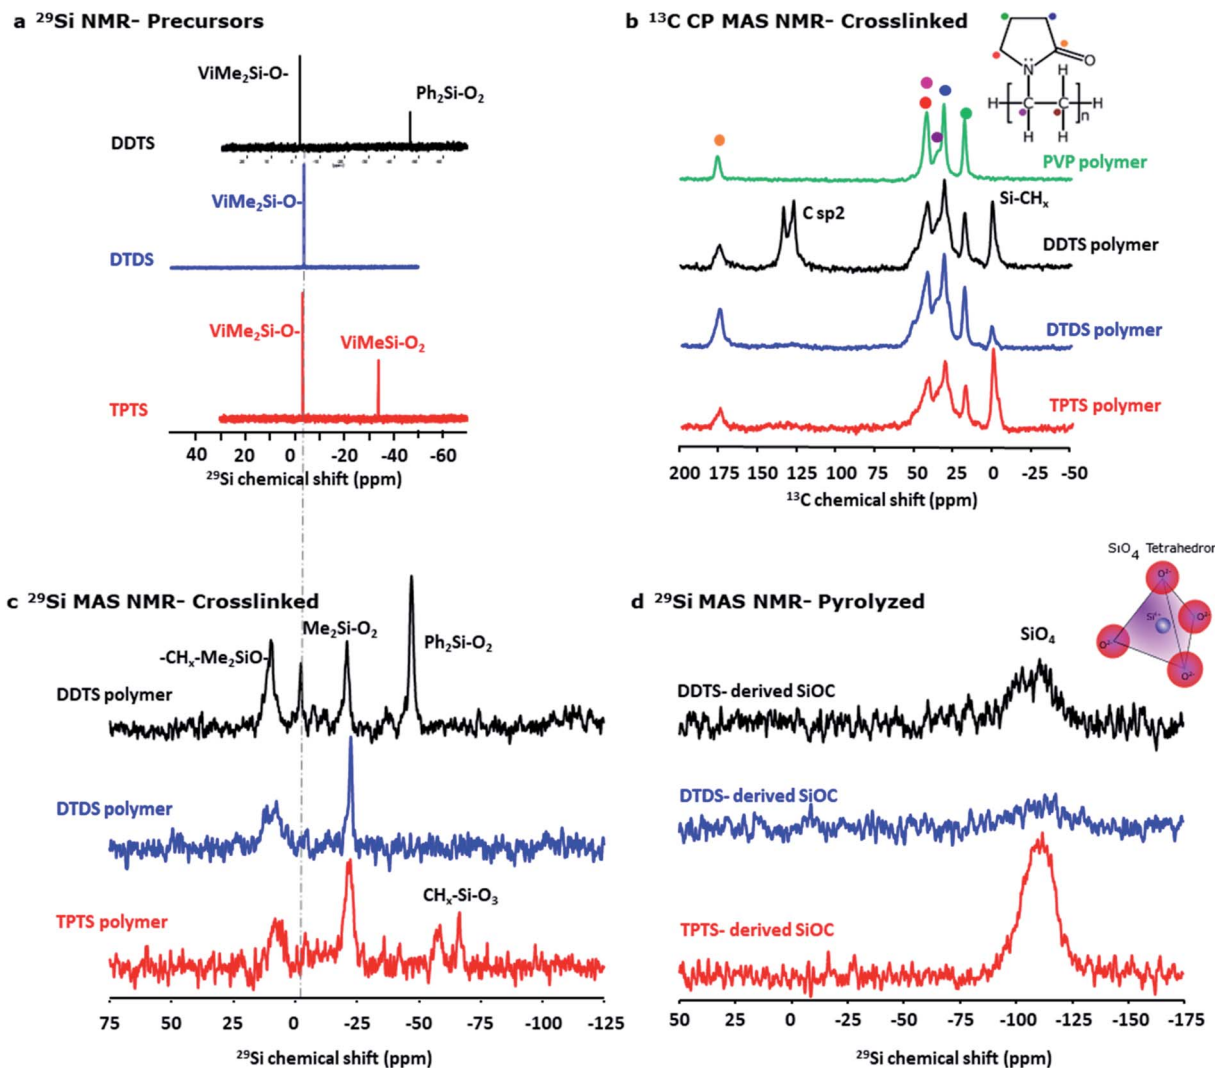 a ²⁹Si NMR- Precursors
ViMe₂Si-O-
Ph₂Si-O₂
DDTS
ViMe₂Si-O-
DTDS
ViMe₂Si-O-
ViMeSi-O₂
TPTS
40 20 0 -20 -40 -60
²⁹Si chemical shift (ppm)
b ¹³C CP MAS NMR- Crosslinked
N
O
H
H
H
C
C
H
n
H
H
PVP polymer
C sp2
Si-CHₓ
DDTS polymer
DTDS polymer
TPTS polymer
200 175 150 125 100 75 50 25 0 -25 -50
¹³C chemical shift (ppm)
c ²⁹Si MAS NMR- Crosslinked
-CHₓ-Me₂SiO-
Me₂Si-O₂
Ph₂Si-O₂
DDTS polymer
DTDS polymer
CHₓ-Si-O₃
TPTS polymer
75 50 25 0 -25 -50 -75 -100 -125
²⁹Si chemical shift (ppm)
SiO₄ Tetrahedron
d ²⁹Si MAS NMR- Pyrolyzed
O²⁻
Si⁴⁺
O²⁻
O²⁻
O²⁻
SiO₄
DDTS- derived SiOC
DTDS- derived SiOC
TPTS- derived SiOC
50 25 0 -25 -50 -75 -100 -125 -150 -175
²⁹Si chemical shift (ppm)